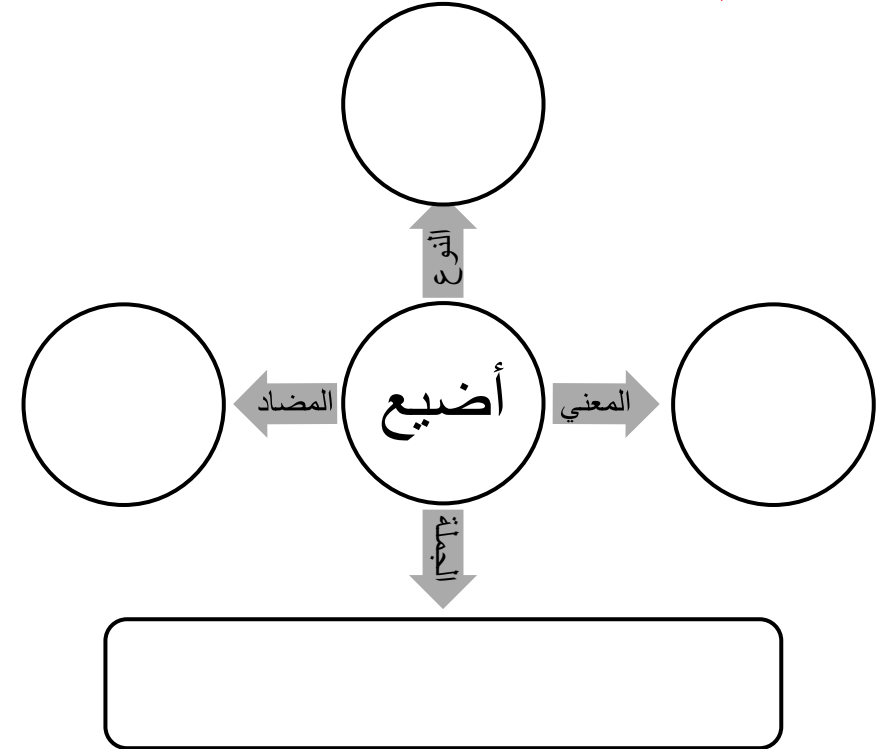 النوع
المعني
أضيع
المضاد
الجملة